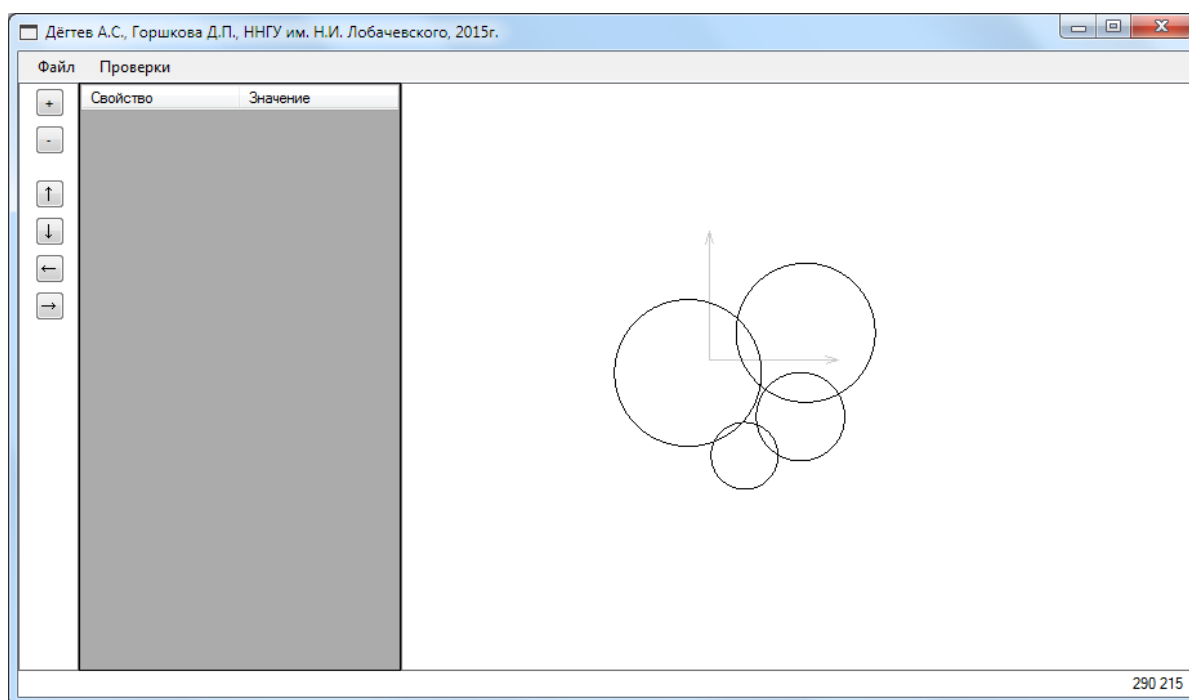 Дёгтев А.С., Горшкова Д.П., ННГУ им. Н.И. Лобачевского, 2015г.
Файл Проверки
Свойство Значение
+
-
↑
↓
←
→
290 215